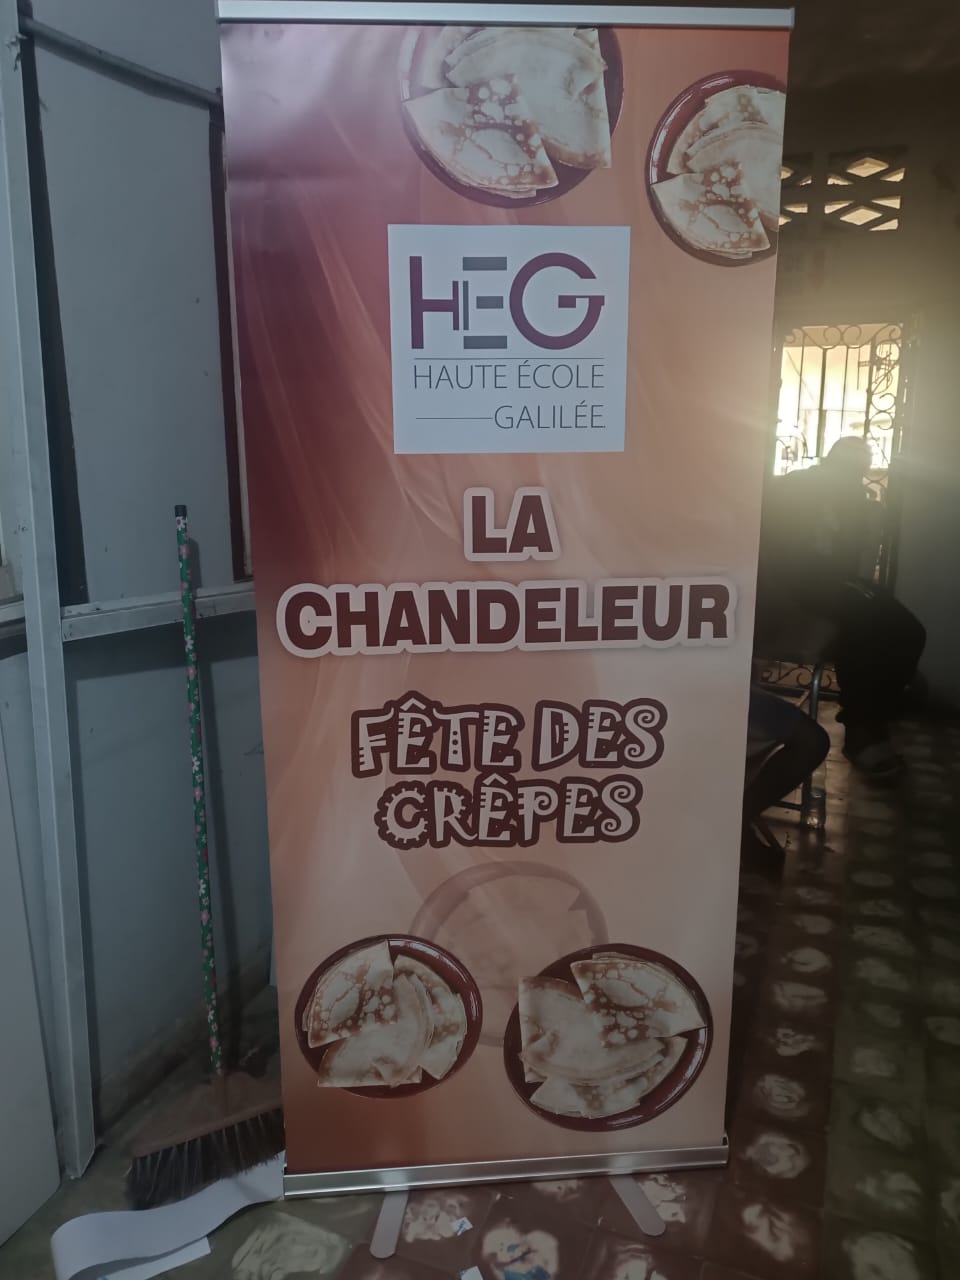 HEG
HAUTE ÉCOLE
GALILÉE
LA
CHANDELEUR
FÊTE DES
CRÊPES